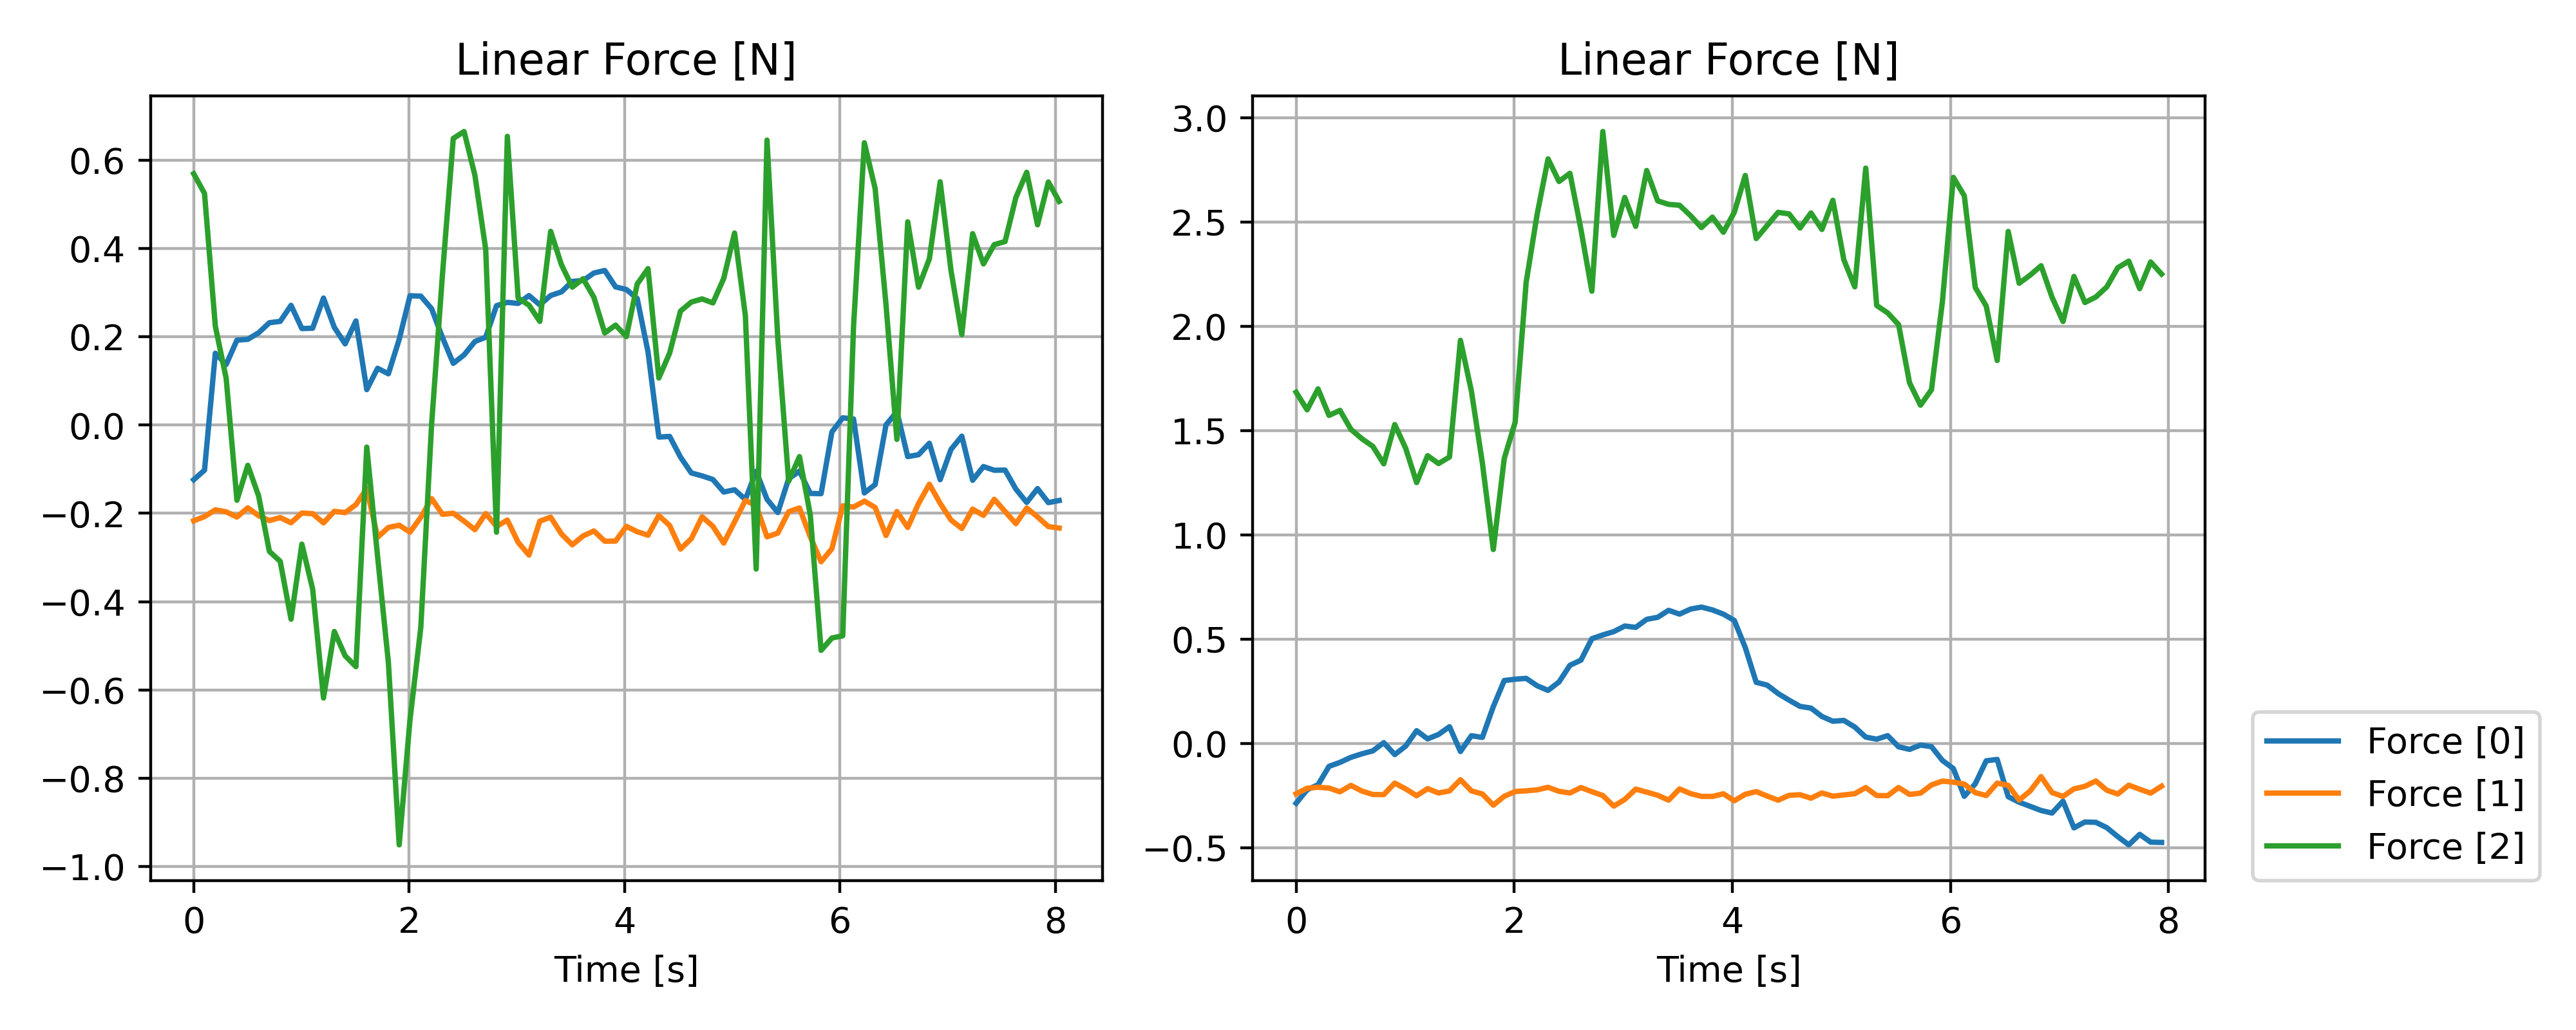 Linear Force [N]
0.6
0.4
0.2
0.0
−0.2
−0.4
−0.6
−0.8
−1.0
0 2 4 6 8
Time [s]
Linear Force [N]
3.0
2.5
2.0
1.5
1.0
0.5
0.0
−0.5
0 2 4 6 8
Time [s]
Force [0]
Force [1]
Force [2]